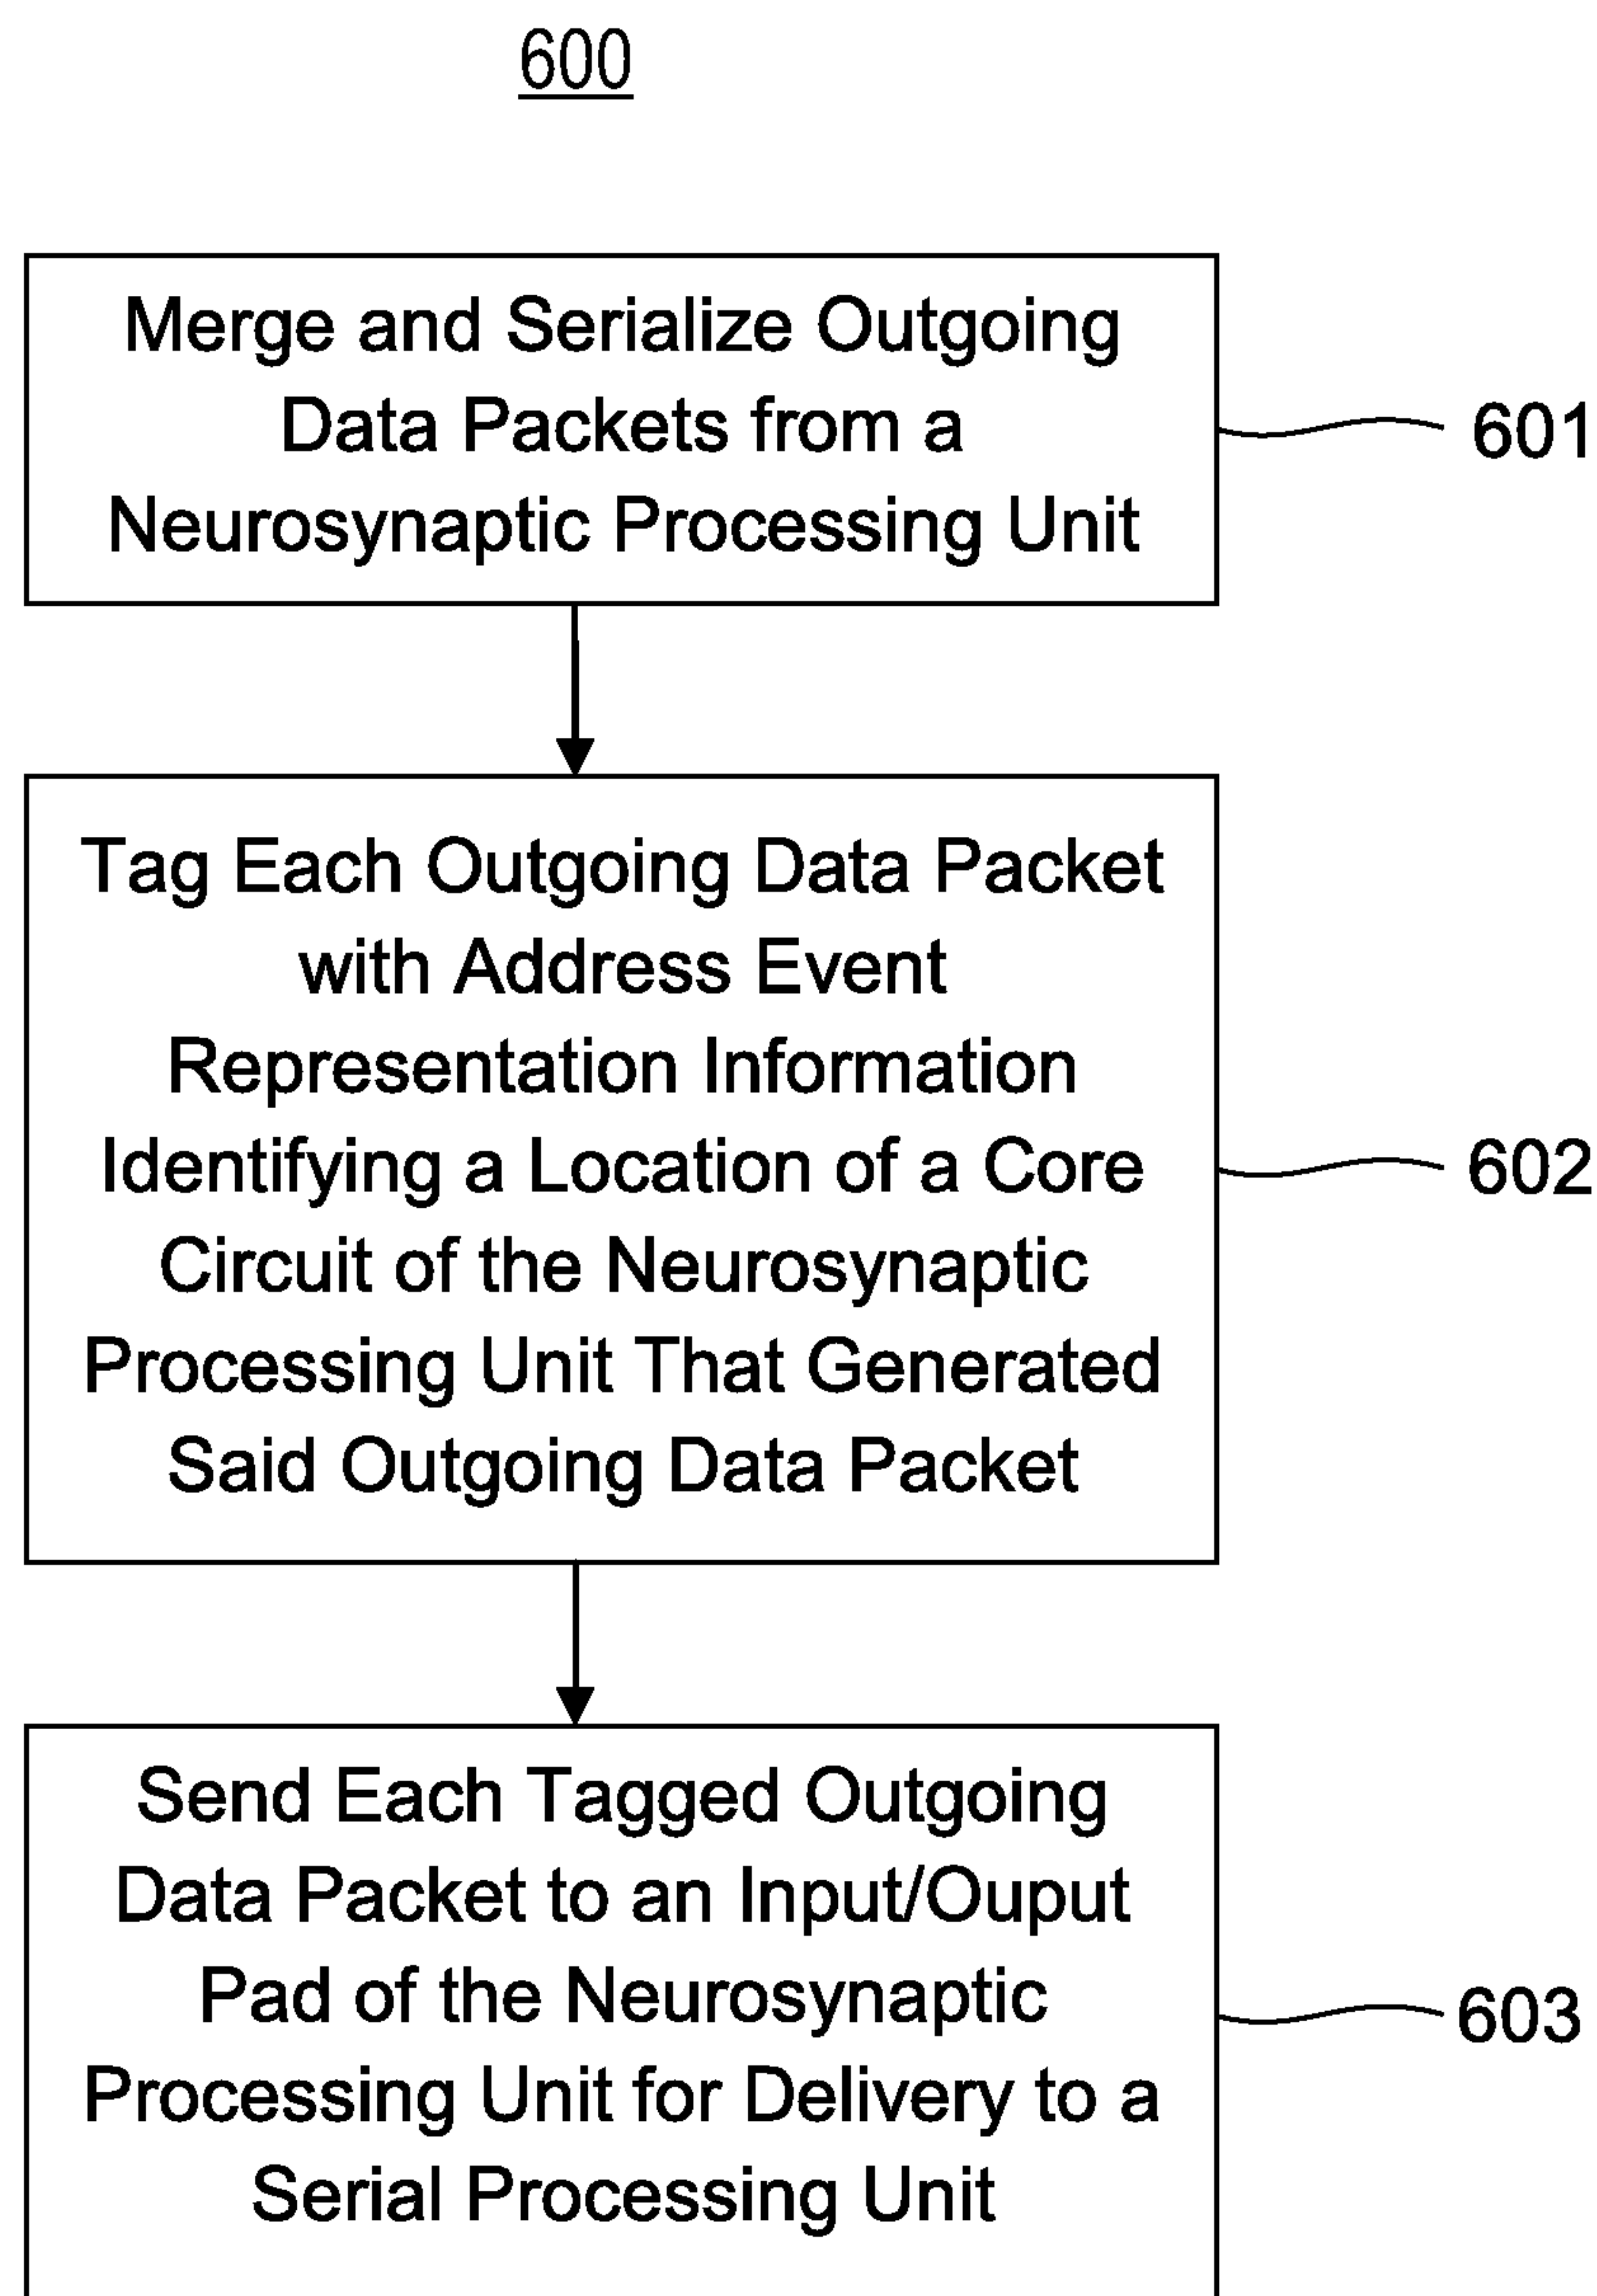 600
Merge and Serialize Outgoing
Data Packets from a
Neurosynaptic Processing Unit
601
Tag Each Outgoing Data Packet
with Address Event
Representation Information
Identifying a Location of a Core
Circuit of the Neurosynaptic
Processing Unit That Generated
Said Outgoing Data Packet
602
Send Each Tagged Outgoing
Data Packet to an Input/Ouput
Pad of the Neurosynaptic
Processing Unit for Delivery to a
Serial Processing Unit
603